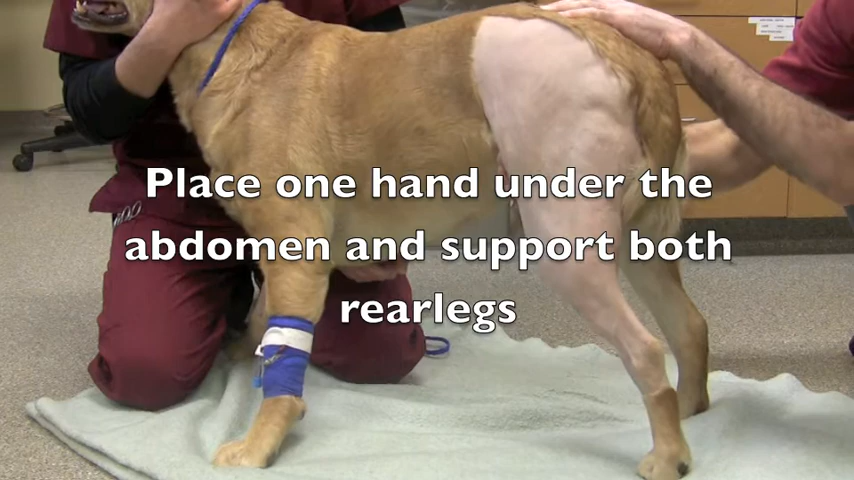 Place one hand under the
abdomen and support both
rearlegs